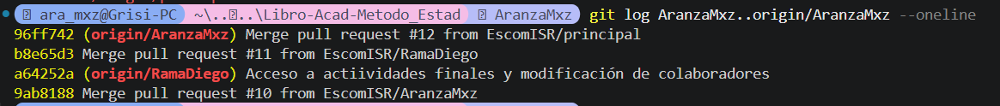 ara_mxz@Grisi-PC ~\..\..\Libro-Acad-Metodo_Estad AranzaMxz git log AranzaMxz..origin/AranzaMxz --oneline
96ff742 (origin/AranzaMxz) Merge pull request #12 from EscomISR/principal
b8e65d3 Merge pull request #11 from EscomISR/RamaDiego
a64252a (origin/RamaDiego) Acceso a actiividades finales y modificación de colaboradores
9ab8188 Merge pull request #10 from EscomISR/AranzaMxz